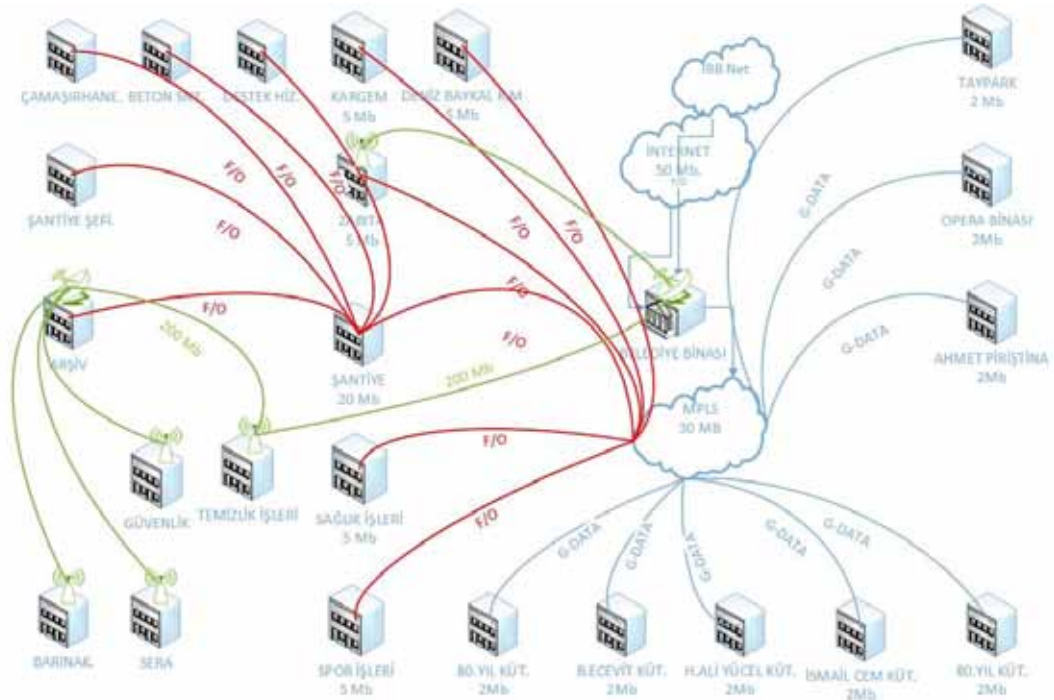 ÇAMAŞIRHANE.
BETON SNT.
DESTEK HİZ.
KARGEM
5 Mb
DENİZ BAYKAL K.M
5 Mb
İBB Net
İNTERNET
50 Mb.
F/O
TAYPARK
2 Mb
ŞANTİYE ŞEFİ.
F/O
F/O
F/O
F/O
ZABITA
5 Mb
F/O
F/O
G-DATA
OPERA BİNASI
2Mb
G-DATA
ARŞİV
F/O
200 Mb
ŞANTİYE
20 Mb
F/O
F/O
200 Mb
BELEDİYE BİNASI
G-DATA
AHMET PİRİŞTİNA
2Mb
MPLS
30 MB
GÜVENLİK
TEMİZLİK İŞLERİ
SAĞLIK İŞLERİ
5 Mb
F/O
F/O
G-DATA
G-DATA
G-DATA
G-DATA
G-DATA
BARINAK.
SERA
SPOR İŞLERİ
5 Mb
80.YIL KÜT.
2Mb
B.ECEVİT KÜT.
2Mb
H.ALİ YÜCEL KÜT.
2Mb
İSMAİL CEM KÜT.
2Mb
80.YIL KÜT.
2Mb